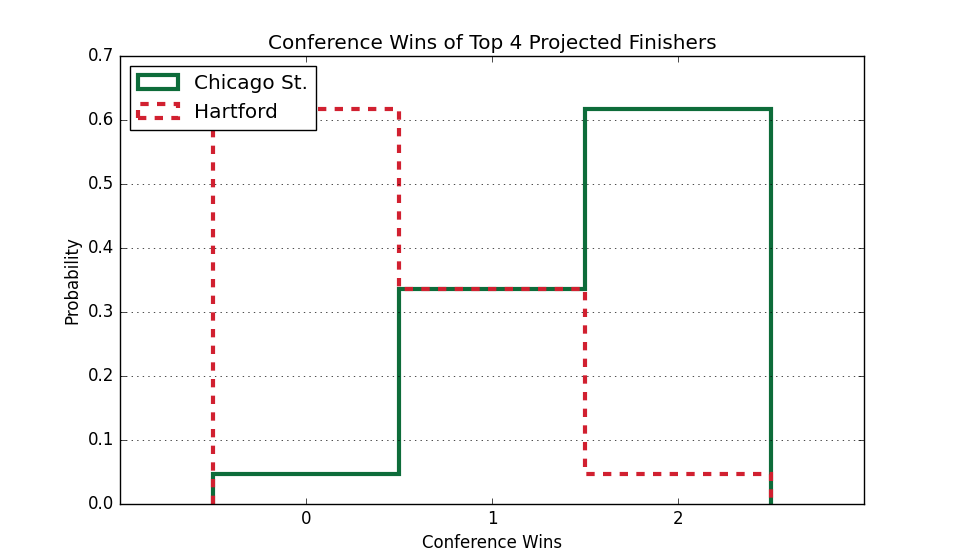 Conference Wins of Top 4 Projected Finishers
0.7
Chicago St.
Hartford
0.6
0.5
0.4
0.3
0.2
0.1
0.0
Probability
0 1 2
Conference Wins